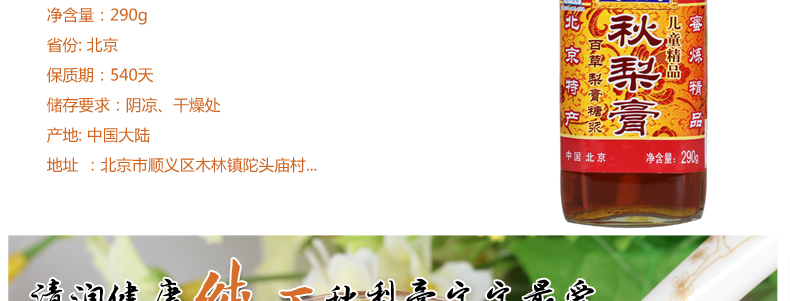 净含量：290g
省份: 北京
保质期：540天
储存要求：阴凉、干燥处
产地: 中国大陆
地址 ：北京市顺义区木林镇陀头庙村...
北京特产
百草梨膏糖浆
秋梨膏
儿童精品
蜜炼精品
中国 北京
净含量：290g
清润健康 纯 秋梨膏宝宝最爱